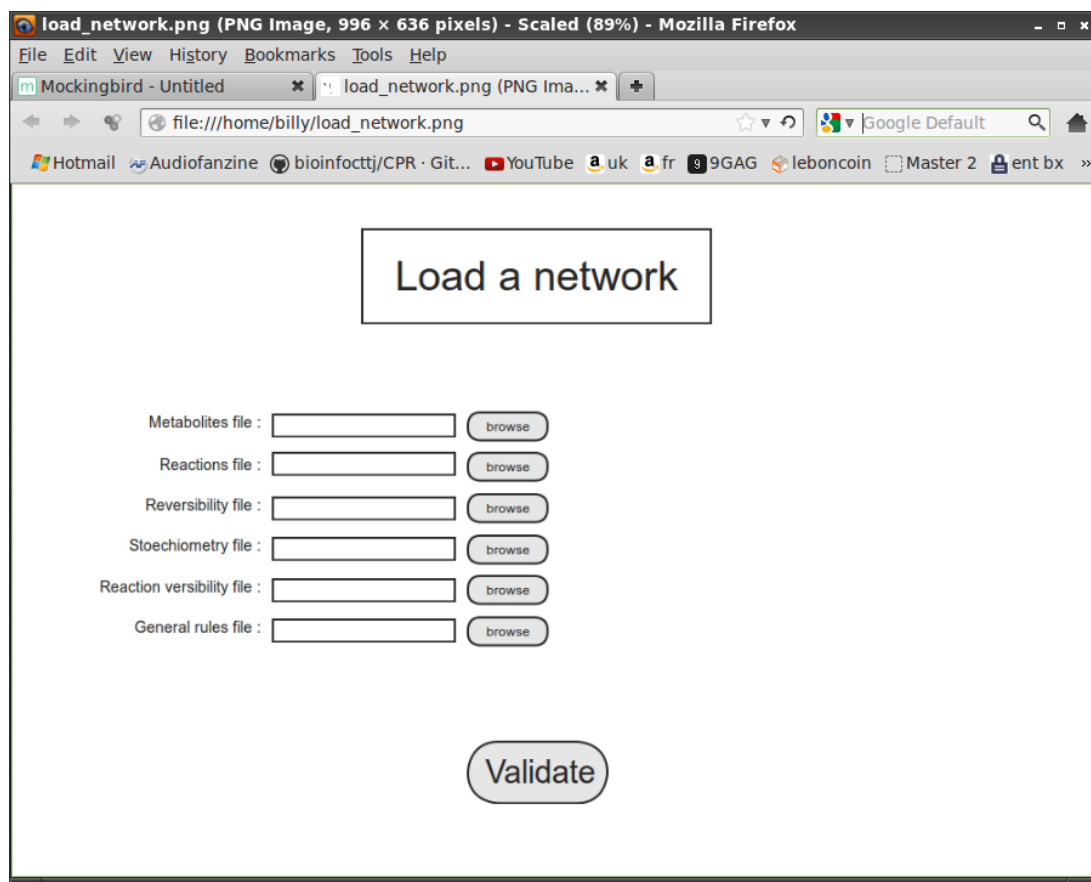 load_network.png (PNG Image, 996 × 636 pixels) - Scaled (89%) - Mozilla Firefox
File Edit View History Bookmarks Tools Help
m Mockingbird - Untitled load_network.png (PNG Ima...
file:///home/billy/load_network.png Google Default
Hotmail Audiofanzine bioinfocttj/CPR · Git... YouTube a uk a fr 9 9GAG leboncoin Master 2 ent bx »
Load a network
Metabolites file : browse
Reactions file : browse
Reversibility file : browse
Stoechiometry file : browse
Reaction versibility file : browse
General rules file : browse
Validate